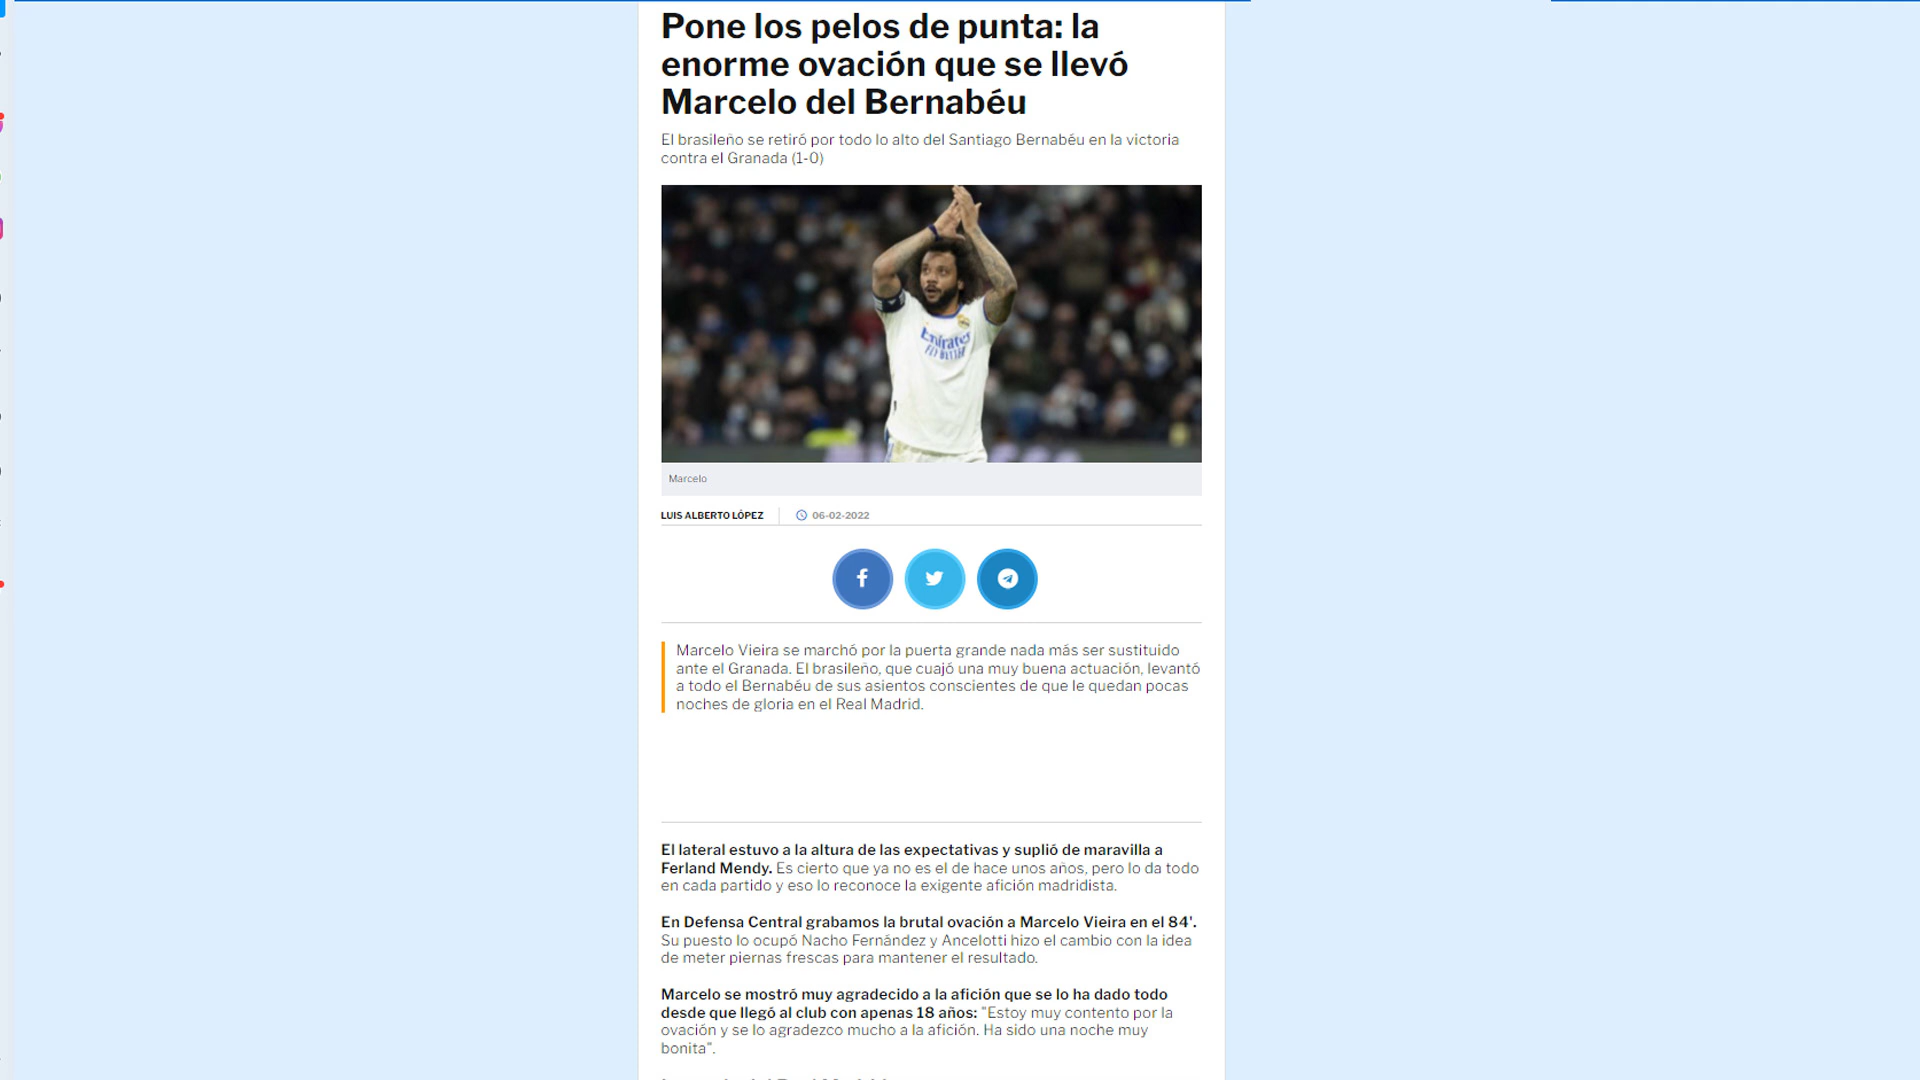 Pone los pelos de punta: la
enorme ovación que se llevó
Marcelo del Bernabéu
El brasileño se retiró por todo lo alto del Santiago Bernabéu en la victoria
contra el Granada (1-0)
Emirates
FLY BETTER
Marcelo
LUIS ALBERTO LÓPEZ
06-02-2022
Marcelo Vieira se marchó por la puerta grande nada más ser sustituido
ante el Granada. El brasileño, que cuajó una muy buena actuación, levantó
a todo el Bernabéu de sus asientos conscientes de que le quedan pocas
noches de gloria en el Real Madrid.
El lateral estuvo a la altura de las expectativas y suplió de maravilla a
Ferland Mendy. Es cierto que ya no es el de hace unos años, pero lo da todo
en cada partido y eso lo reconoce la exigente afición madridista.
En Defensa Central grabamos la brutal ovación a Marcelo Vieira en el 84'.
Su puesto lo ocupó Nacho Fernández y Ancelotti hizo el cambio con la idea
de meter piernas frescas para mantener el resultado.
Marcelo se mostró muy agradecido a la afición que se lo ha dado todo
desde que llegó al club con apenas 18 años: "Estoy muy contento por la
ovación y se lo agradezco mucho a la afición. Ha sido una noche muy
bonita".